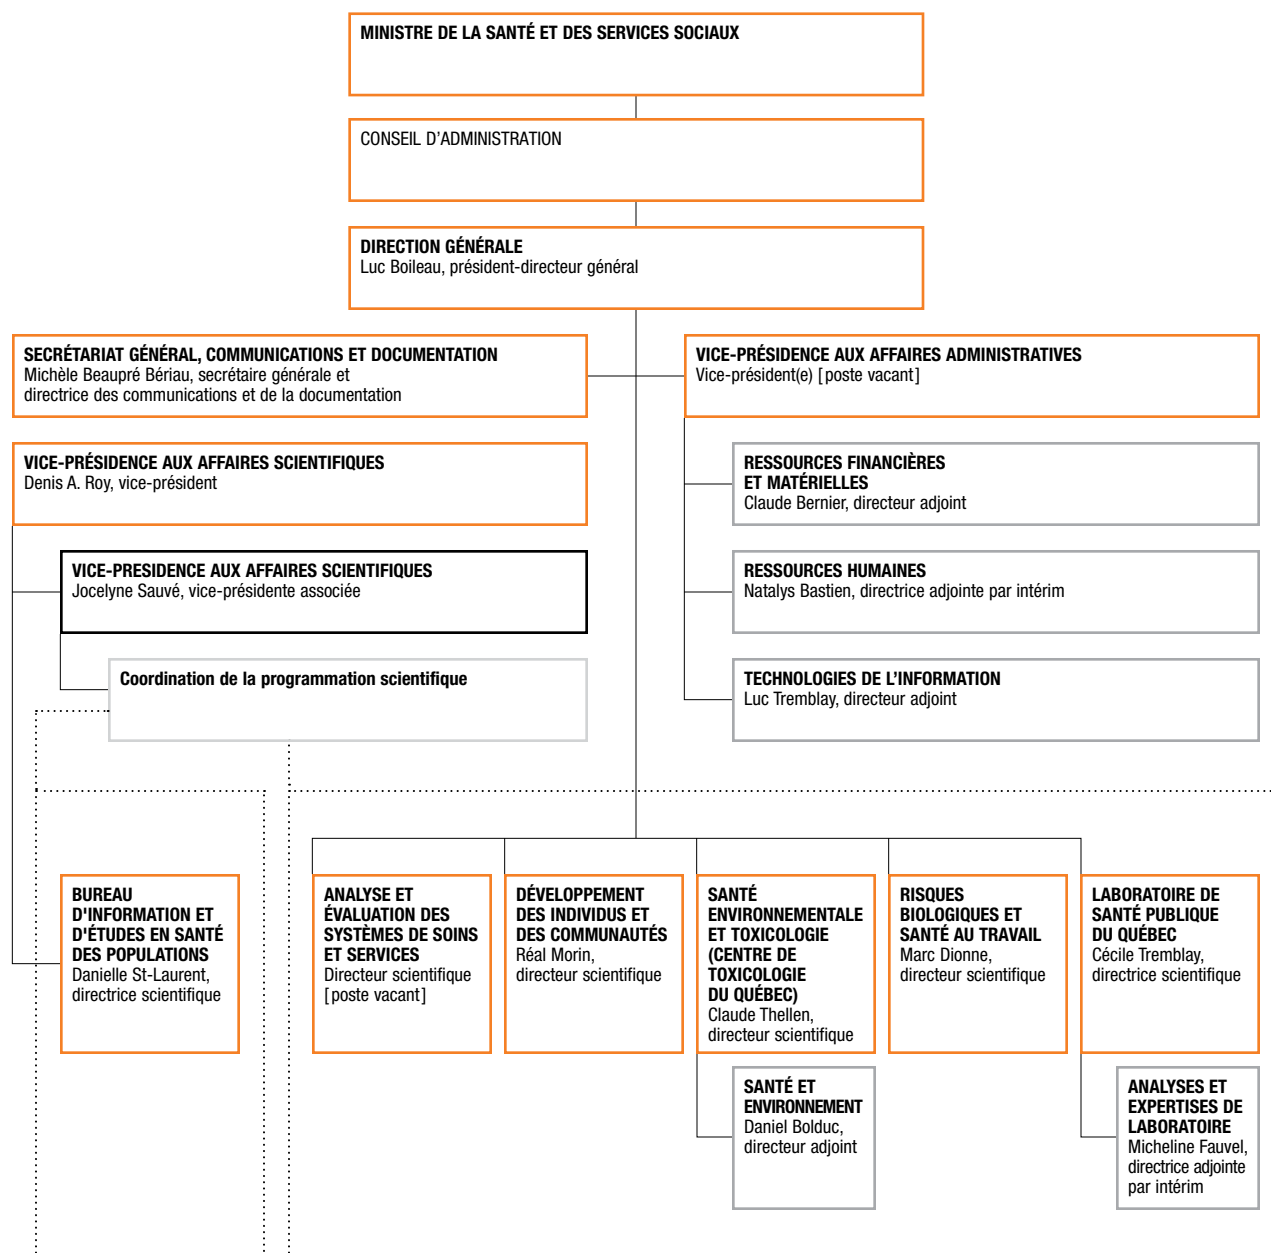 MINISTRE DE LA SANTÉ ET DES SERVICES SOCIAUX
CONSEIL D'ADMINISTRATION
DIRECTION GÉNÉRALE
Luc Boileau, président-directeur général
SECRÉTARIAT GÉNÉRAL, COMMUNICATIONS ET DOCUMENTATION
Michèle Beaupré Bériau, secrétaire générale et
directrice des communications et de la documentation
VICE-PRÉSIDENCE AUX AFFAIRES ADMINISTRATIVES
Vice-président(e) [poste vacant]
VICE-PRÉSIDENCE AUX AFFAIRES SCIENTIFIQUES
Denis A. Roy, vice-président
RESSOURCES FINANCIÈRES
ET MATÉRIELLES
Claude Bernier, directeur adjoint
VICE-PRESIDENCE AUX AFFAIRES SCIENTIFIQUES
Jocelyne Sauvé, vice-présidente associée
RESSOURCES HUMAINES
Natalys Bastien, directrice adjointe par intérim
Coordination de la programmation scientifique
TECHNOLOGIES DE L'INFORMATION
Luc Tremblay, directeur adjoint
BUREAU
D'INFORMATION ET
D'ÉTUDES EN SANTÉ
DES POPULATIONS
Danielle St-Laurent,
directrice scientifique
ANALYSE ET
ÉVALUATION DES
SYSTÈMES DE SOINS
ET SERVICES
Directeur scientifique
[poste vacant]
DÉVELOPPEMENT
DES INDIVIDUS ET
DES COMMUNAUTÉS
Réal Morin,
directeur scientifique
SANTÉ
ENVIRONNEMENTALE
ET TOXICOLOGIE
(CENTRE DE
TOXICOLOGIE
DU QUÉBEC)
Claude Thellen,
directeur scientifique
RISQUES
BIOLOGIQUES ET
SANTÉ AU TRAVAIL
Marc Dionne,
directeur scientifique
LABORATOIRE DE
SANTÉ PUBLIQUE
DU QUÉBEC
Cécile Tremblay,
directrice scientifique
SANTÉ ET
ENVIRONNEMENT
Daniel Bolduc,
directeur adjoint
ANALYSES ET
EXPERTISES DE
LABORATOIRE
Micheline Fauvel,
directrice adjointe
par intérim